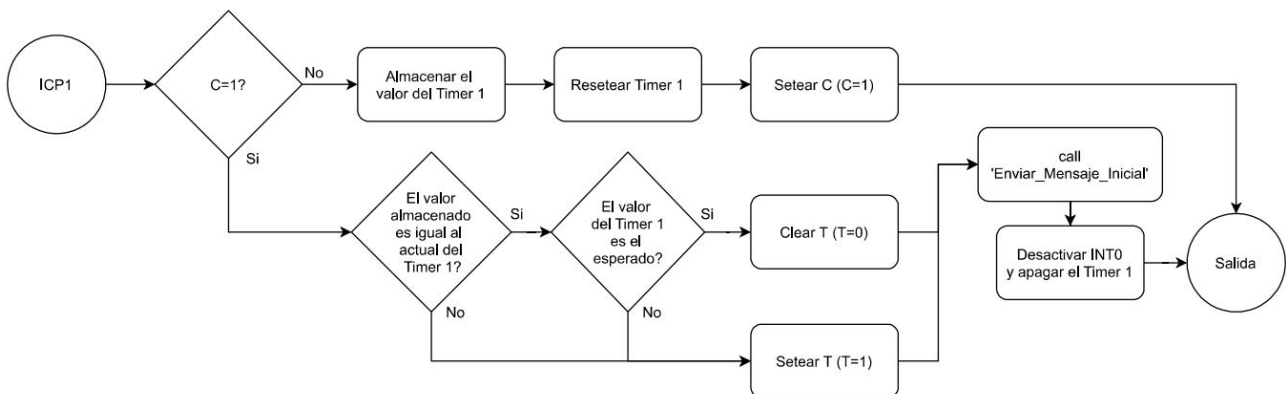 ICP1
C=1?
No
Almacenar el
valor del Timer 1
Resetear Timer 1
Setear C (C=1)
Si
call
'Enviar_Mensaje_Inicial'
El valor
almacenado
es igual al
actual del
Timer 1?
Si
El valor
del Timer 1
es el
esperado?
Si
Clear T (T=0)
Desactivar INT0
y apagar el Timer 1
Salida
No
No
Setear T (T=1)